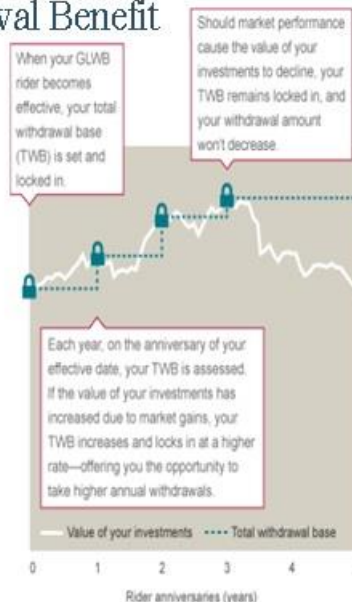 val Benefit
When your GLWB
rider becomes
effective, your total
withdrawal base
(TWB) is set and
locked in.
Should market performance
cause the value of your
investments to decline, your
TWB remains locked in, and
your withdrawal amount
won't decrease.
Each year, on the anniversary of your
effective date, your TWB is assessed.
If the value of your investments has
increased due to market gains, your
TWB increases and locks in at a higher
rate—offering you the opportunity to
take higher annual withdrawals.
Value of your investments Total withdrawal base
0 1 2 3 4
Rider anniversaries (years)